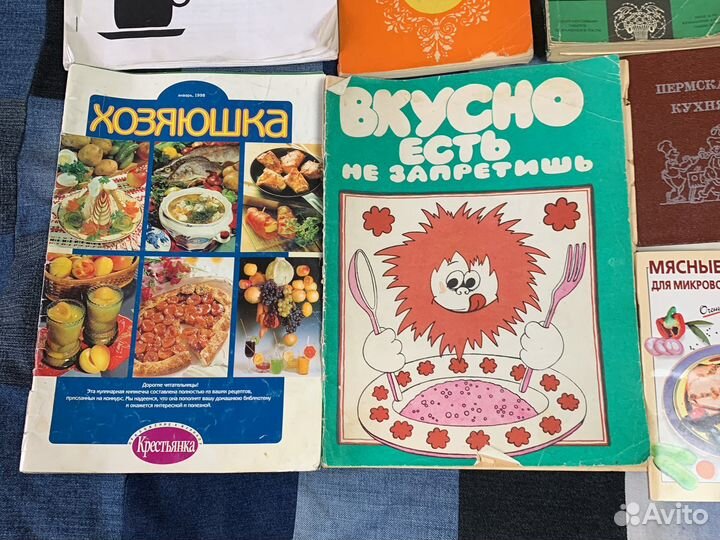 январь, 1998
ХОЗЯЮШКА
Дорогие читательницы!
Эта кулинарная книжечка составлена полностью из ваших рецептов,
присланных на конкурс. Мы надеемся, что она пополнит вашу домашнюю библиотеку
и окажется интересной и полезной.
Крестьянка
ВКУСНО
ЕСТЬ
НЕ ЗАПРЕТИШЬ
ПЕРМСКА
КУХНЯ
МЯСНЫЕ
ДЛЯ МИКРОВО
Avito